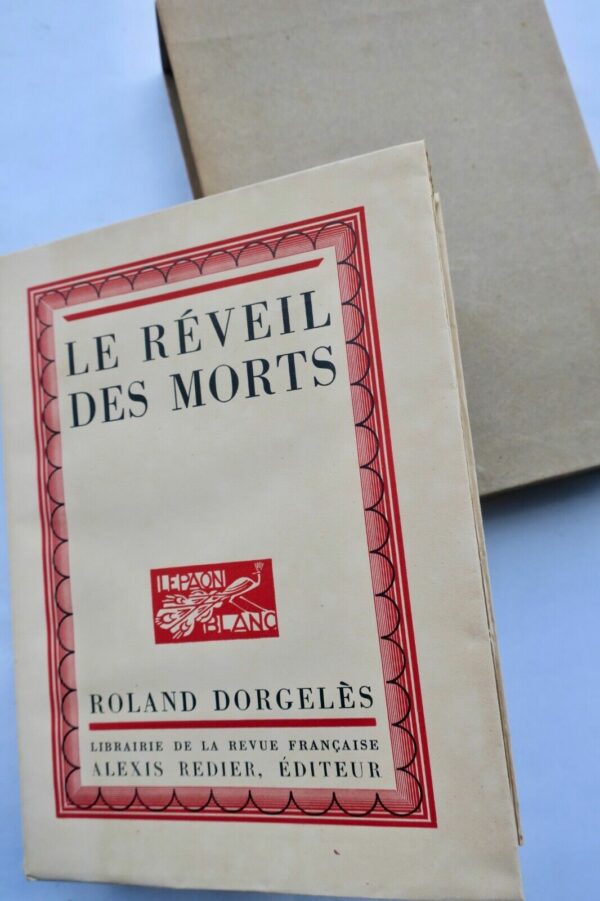 LE RÉVEIL
DES MORTS
LE PAON
BLANC
ROLAND DORGELÈS
LIBRAIRIE DE LA REVUE FRANÇAISE
ALEXIS REDIER, ÉDITEUR